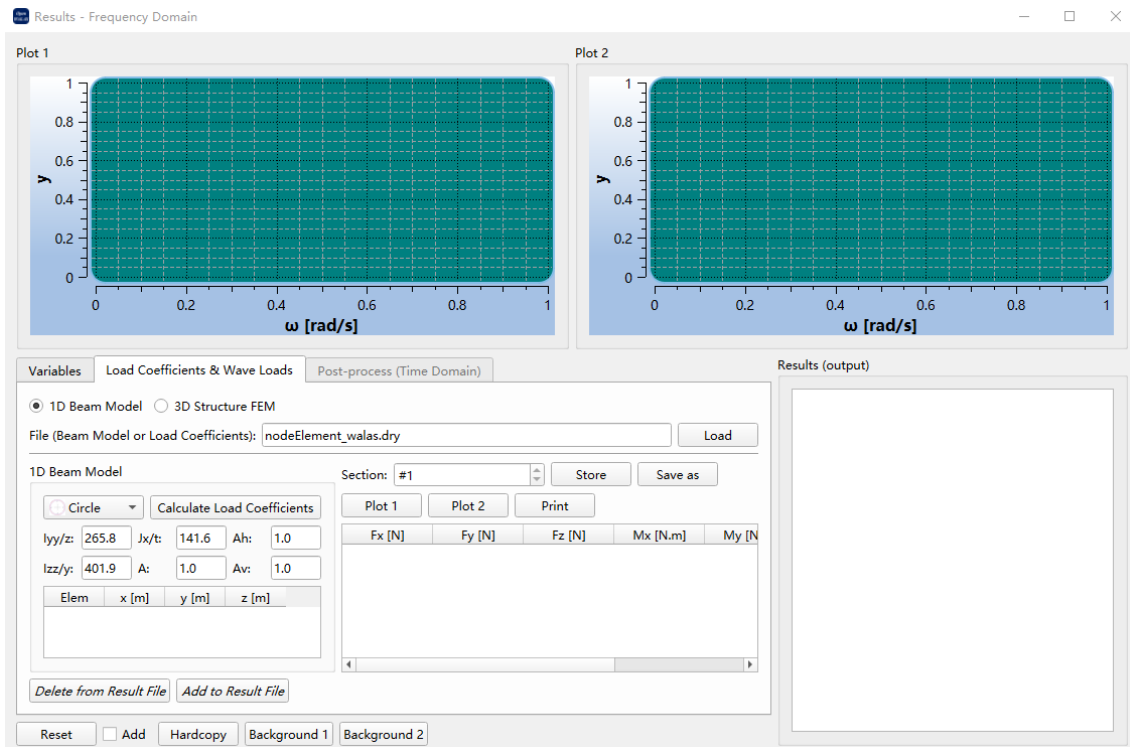 Results - Frequency Domain
Plot 1
Plot 2
1
0.8
0.6
0.4
0.2
0
y
0 0.2 0.4 0.6 0.8 1
ω [rad/s]
1
0.8
0.6
0.4
0.2
0
y
0 0.2 0.4 0.6 0.8 1
ω [rad/s]
Variables Load Coefficients & Wave Loads Post-process (Time Domain)
1D Beam Model 3D Structure FEM
File (Beam Model or Load Coefficients): nodeElement_walas.dry Load
1D Beam Model
Circle Calculate Load Coefficients
Iyy/z: 265.8 Jx/t: 141.6 Ah: 1.0
Izz/y: 401.9 A: 1.0 Av: 1.0
Elem x [m] y [m] z [m]
Section: #1 Store Save as
Plot 1 Plot 2 Print
Fx [N] Fy [N] Fz [N] Mx [N.m] My [N
Delete from Result File Add to Result File
Results (output)
Reset Add Hardcopy Background 1 Background 2